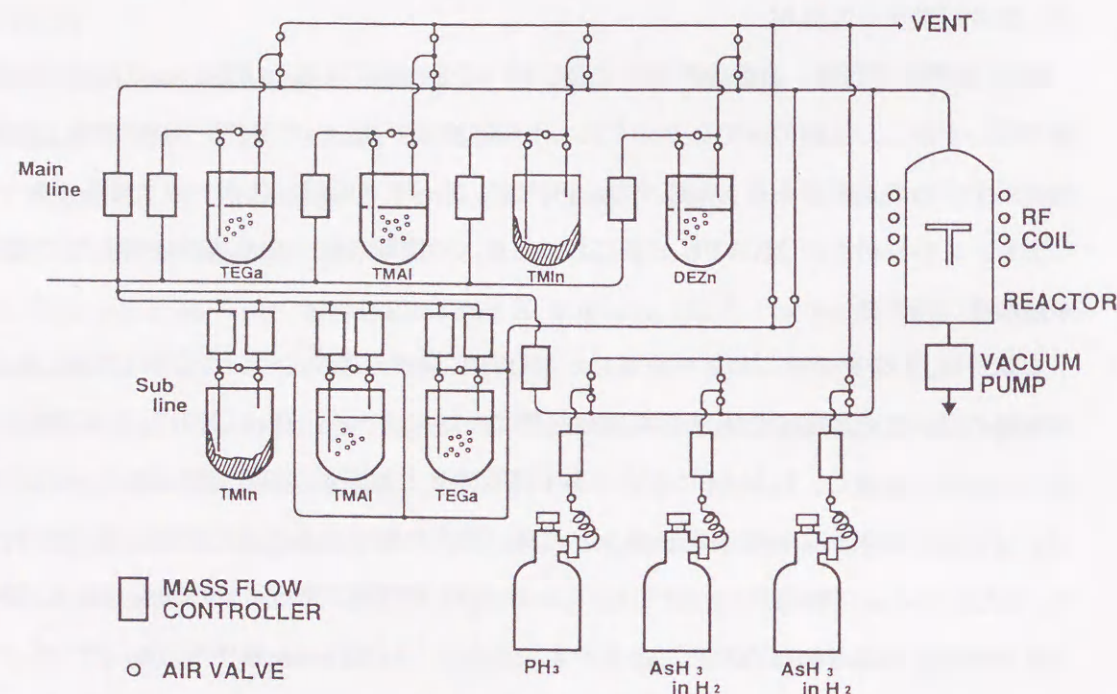 VENT
Main
line
TEGa
TMAl
TMIn
DEZn
RF
COIL
REACTOR
VACUUM
PUMP
Sub
line
TMIn
TMAl
TEGa
MASS FLOW
CONTROLLER
AIR VALVE
PH₃
AsH₃
in H₂
AsH₃
in H₂